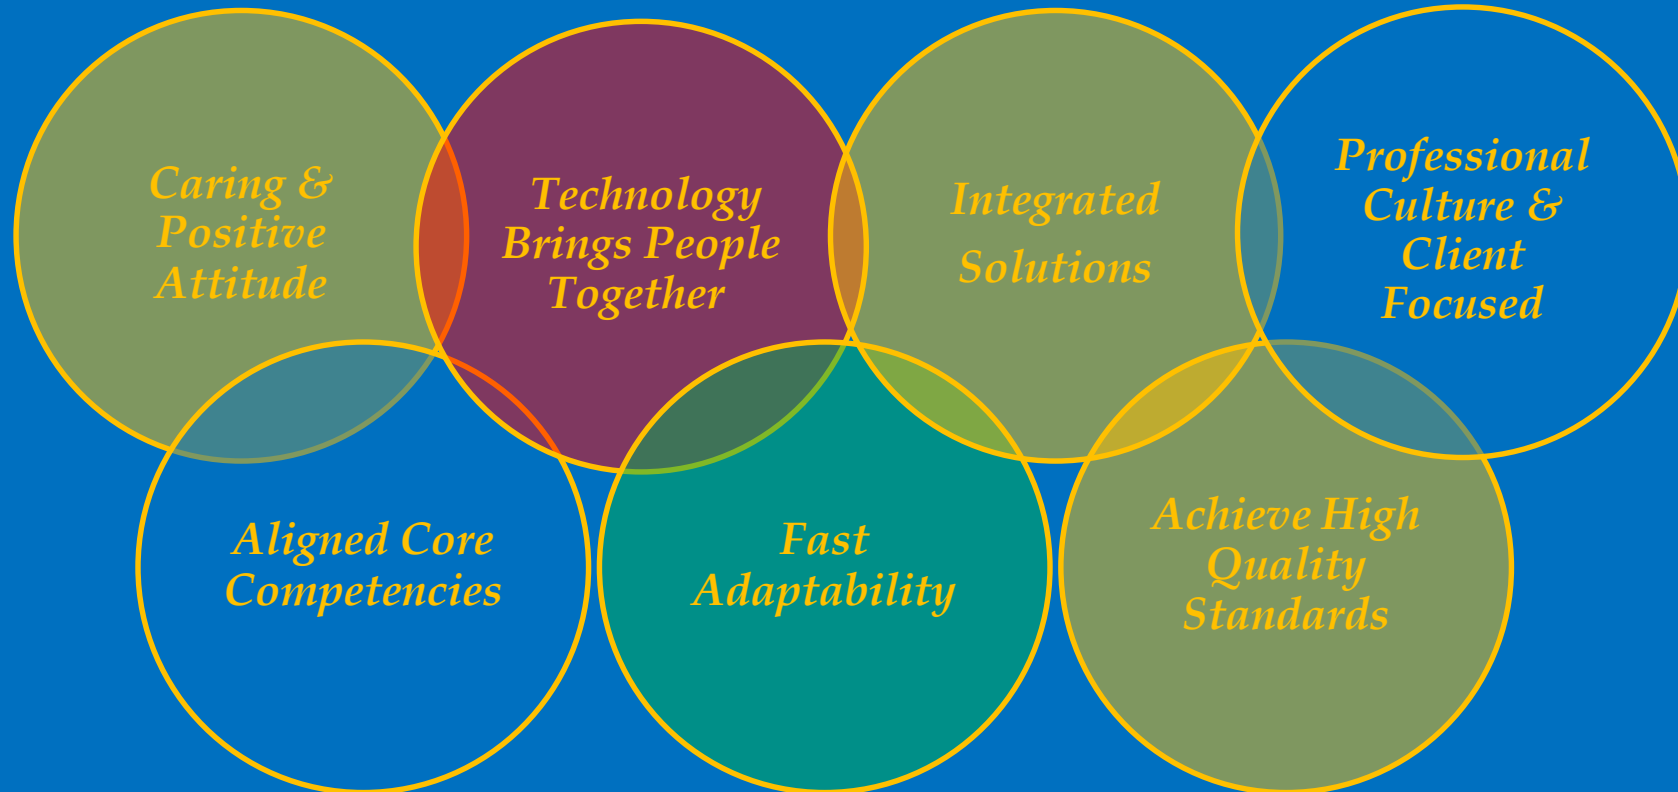 Caring &
Positive
Attitude
Technology
Brings People
Together
Integrated
Solutions
Professional
Culture &
Client
Focused
Aligned Core
Competencies
Fast
Adaptability
Achieve High
Quality
Standards